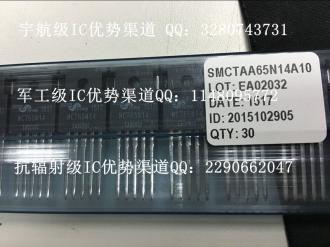 宇航级IC优势渠道 QQ：3280743731
SMCTAA65N14A10
LOT: EA02032
DATE: 1517
ID: 2015102905
QTY: 30
军工级IC优势渠道QQ：1148095772
抗辐射级IC优势渠道QQ：2290662047